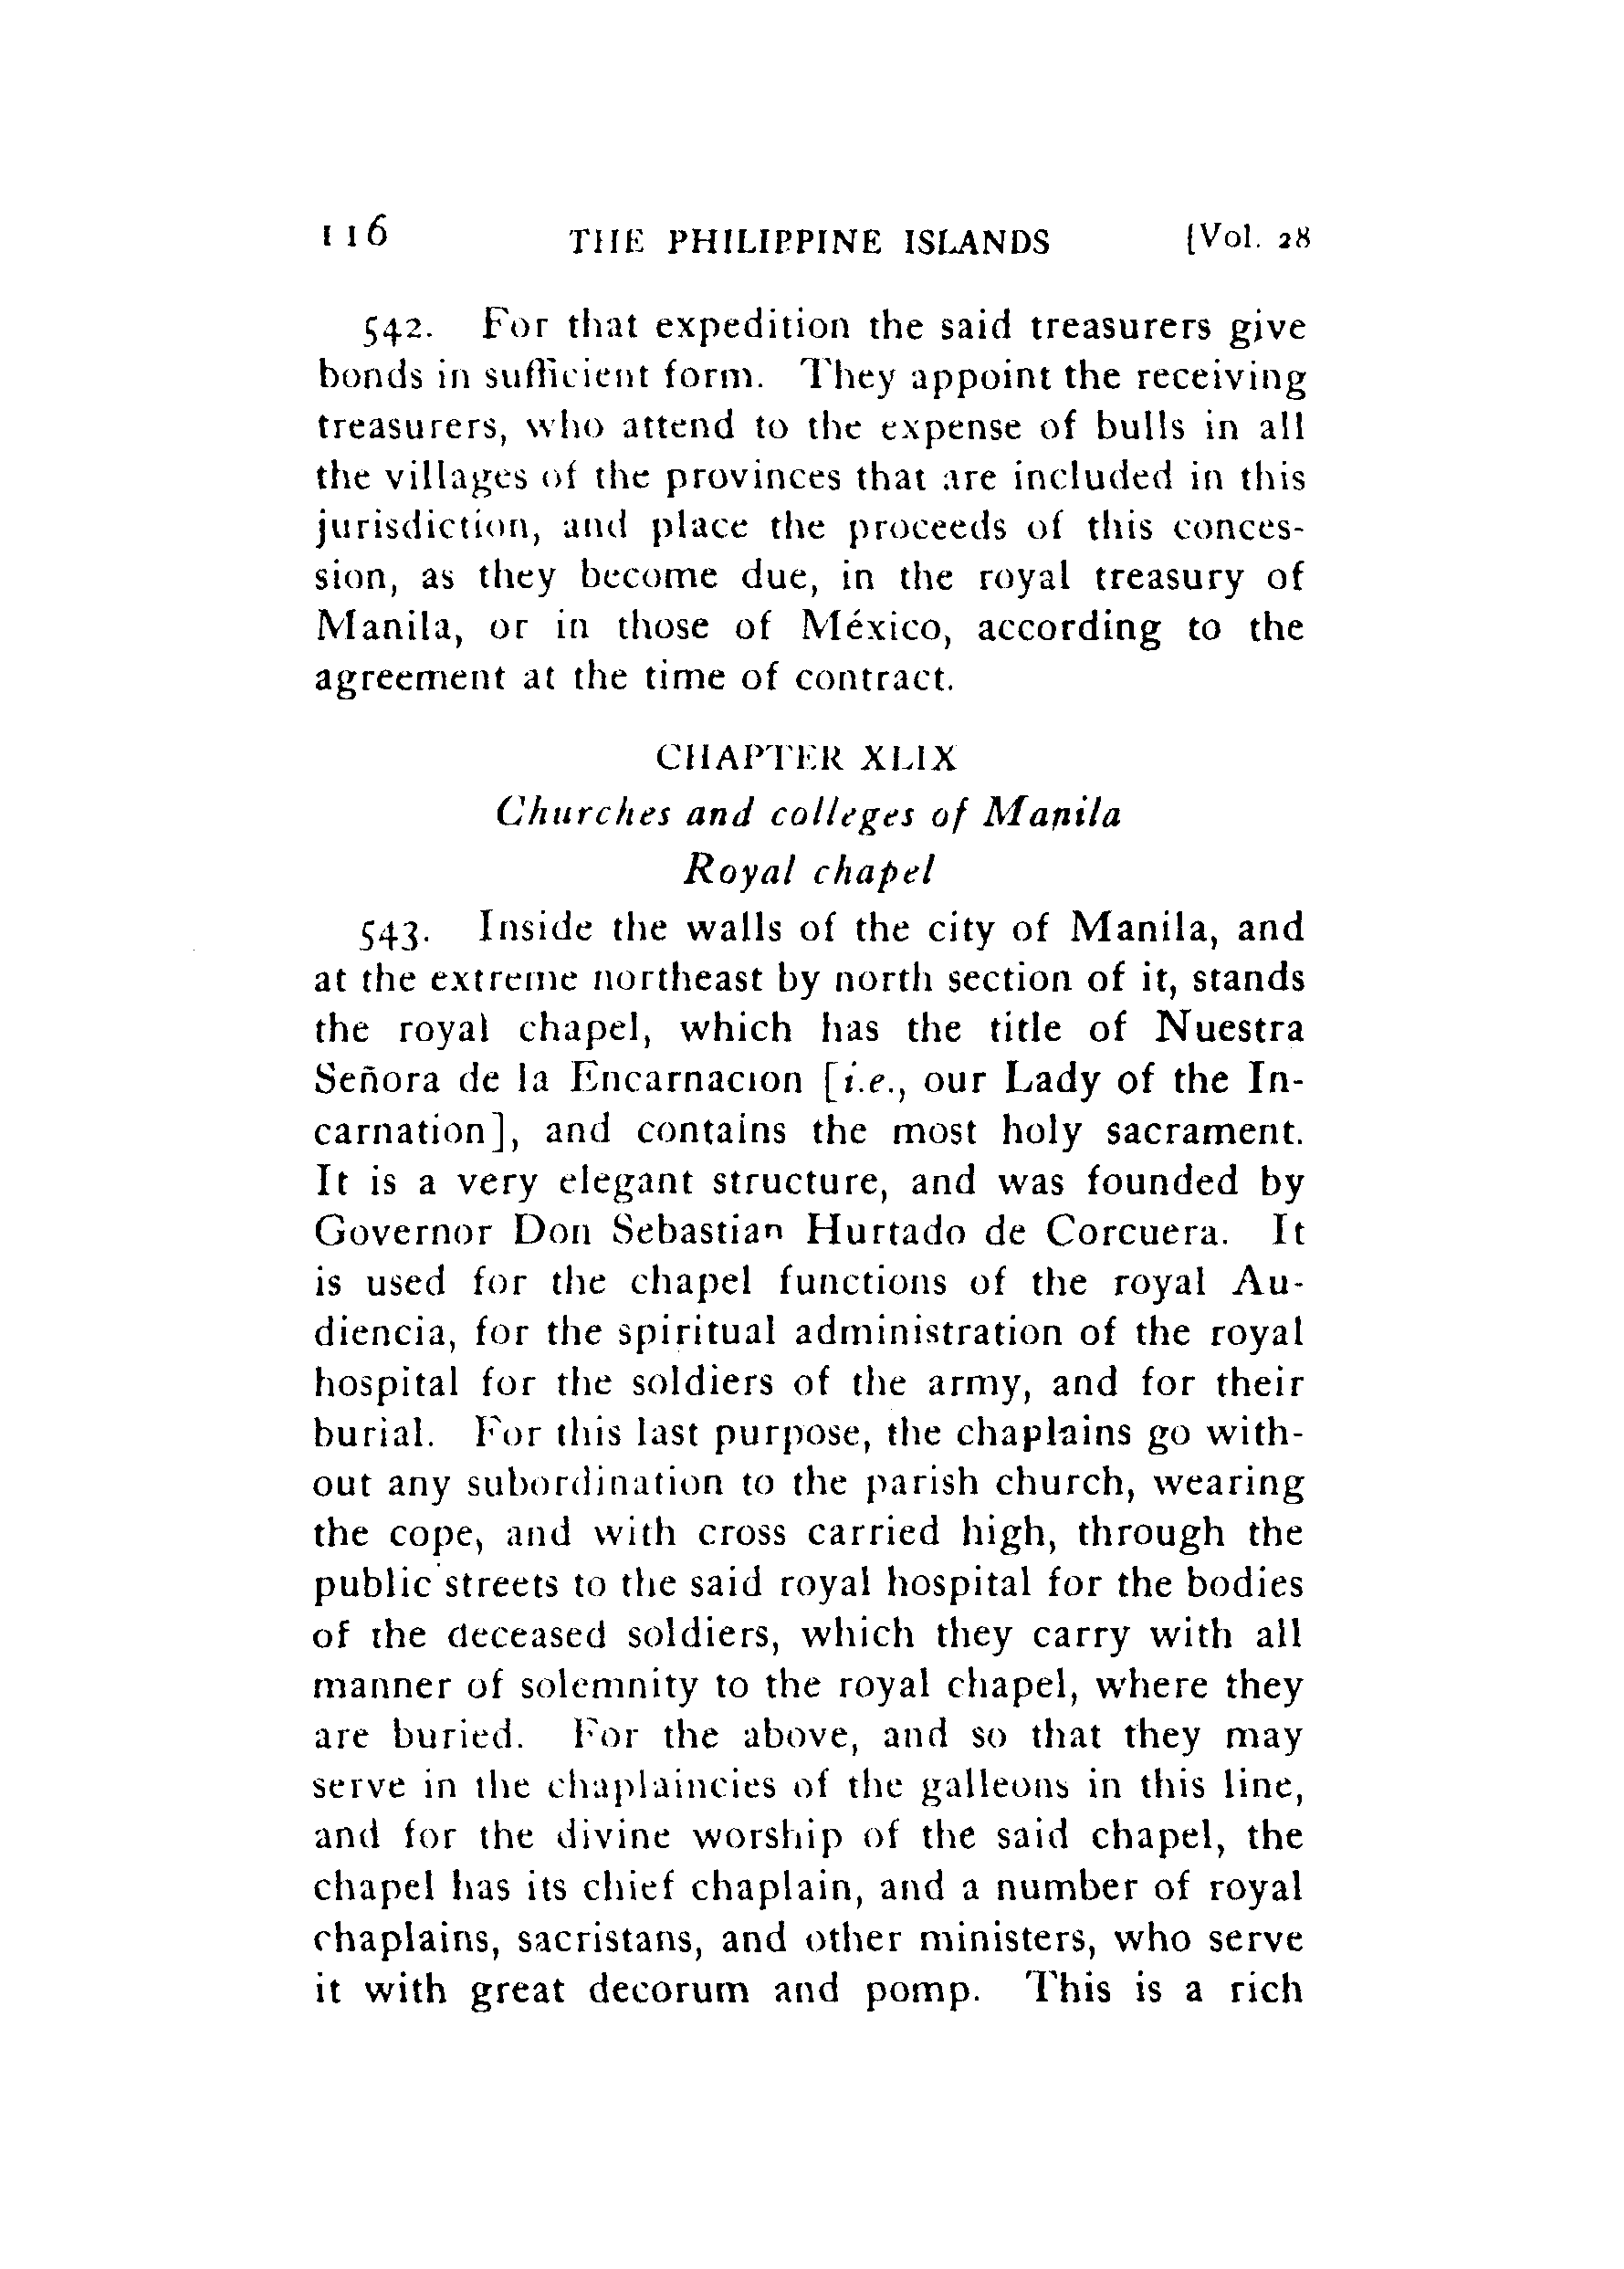 116 THE PHILIPPINE ISLANDS [Vol. 28
542. For that expedition the said treasurers give
bonds in sufficient form. They appoint the receiving
treasurers, who attend to the expense of bulls in all
the villages of the provinces that are included in this
jurisdiction, and place the proceeds of this conces-
sion, as they become due, in the royal treasury of
Manila, or in those of México, according to the
agreement at the time of contract.
CHAPTER XLIX
Churches and colleges of Manila
Royal chapel
543. Inside the walls of the city of Manila, and
at the extreme northeast by north section of it, stands
the royal chapel, which has the title of Nuestra
Señora de la Encarnacion [i.e., our Lady of the In-
carnation], and contains the most holy sacrament.
It is a very elegant structure, and was founded by
Governor Don Sebastian Hurtado de Corcuera. It
is used for the chapel functions of the royal Au-
diencia, for the spiritual administration of the royal
hospital for the soldiers of the army, and for their
burial. For this last purpose, the chaplains go with-
out any subordination to the parish church, wearing
the cope, and with cross carried high, through the
public streets to the said royal hospital for the bodies
of the deceased soldiers, which they carry with all
manner of solemnity to the royal chapel, where they
are buried. For the above, and so that they may
serve in the chaplaincies of the galleons in this line,
and for the divine worship of the said chapel, the
chapel has its chief chaplain, and a number of royal
chaplains, sacristans, and other ministers, who serve
it with great decorum and pomp. This is a rich